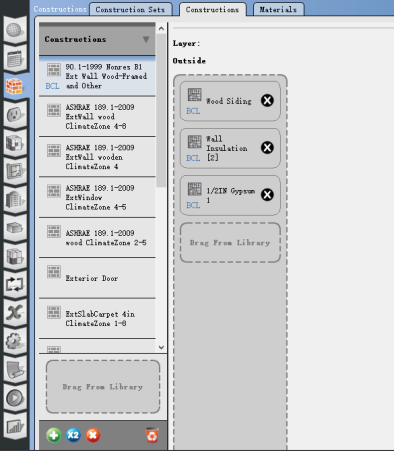 Constructions
Construction Sets
Constructions
Materials
Constructions
90.1-1999 Nonres B1
Ext Wall Wood-Framed
BCL and Other
ASHRAE 189.1-2009
ExtWall wood
ClimateZone 4-8
ASHRAE 189.1-2009
ExtWall wooden
ClimateZone 4
ASHRAE 189.1-2009
ExtWindow
ClimateZone 4-5
ASHRAE 189.1-2009
wood ClimateZone 2-5
Exterior Door
ExtSlabCarpet 4in
ClimateZone 1-8
Drag From Library
X2
Layer:
Outside
Wood Siding
BCL
Wall
Insulation
BCL [2]
1/2IN Gypsum
1
BCL
Drag From Library